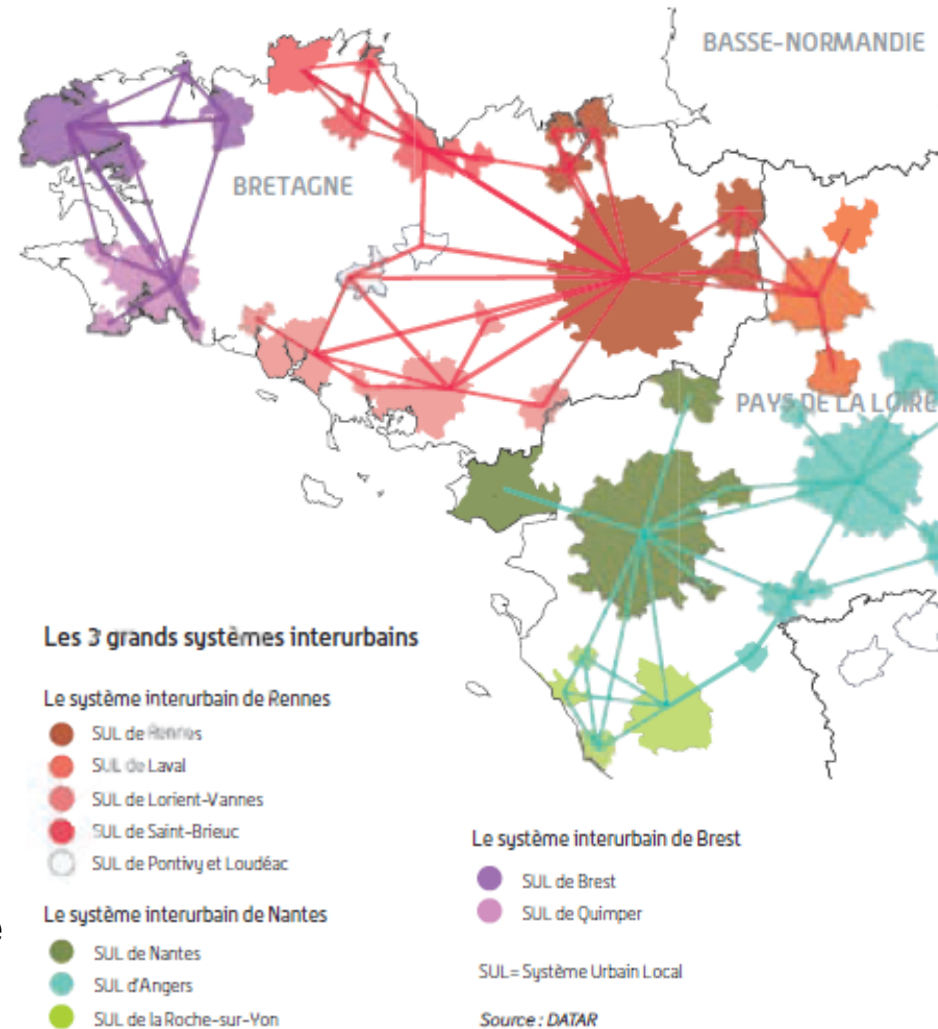 BASSE-NORMANDIE
BRETAGNE
PAYS DE LA LOIRE
Les 3 grands systèmes interurbains
Le système interurbain de Rennes
SUL de Rennes
SUL de Laval
SUL de Lorient-Vannes
SUL de Saint-Brieuc
SUL de Pontivy et Loudéac
Le système interurbain de Nantes
SUL de Nantes
SUL d'Angers
SUL de la Roche-sur-Yon
Le système interurbain de Brest
SUL de Brest
SUL de Quimper
SUL= Système Urbain Local
Source : DATAR